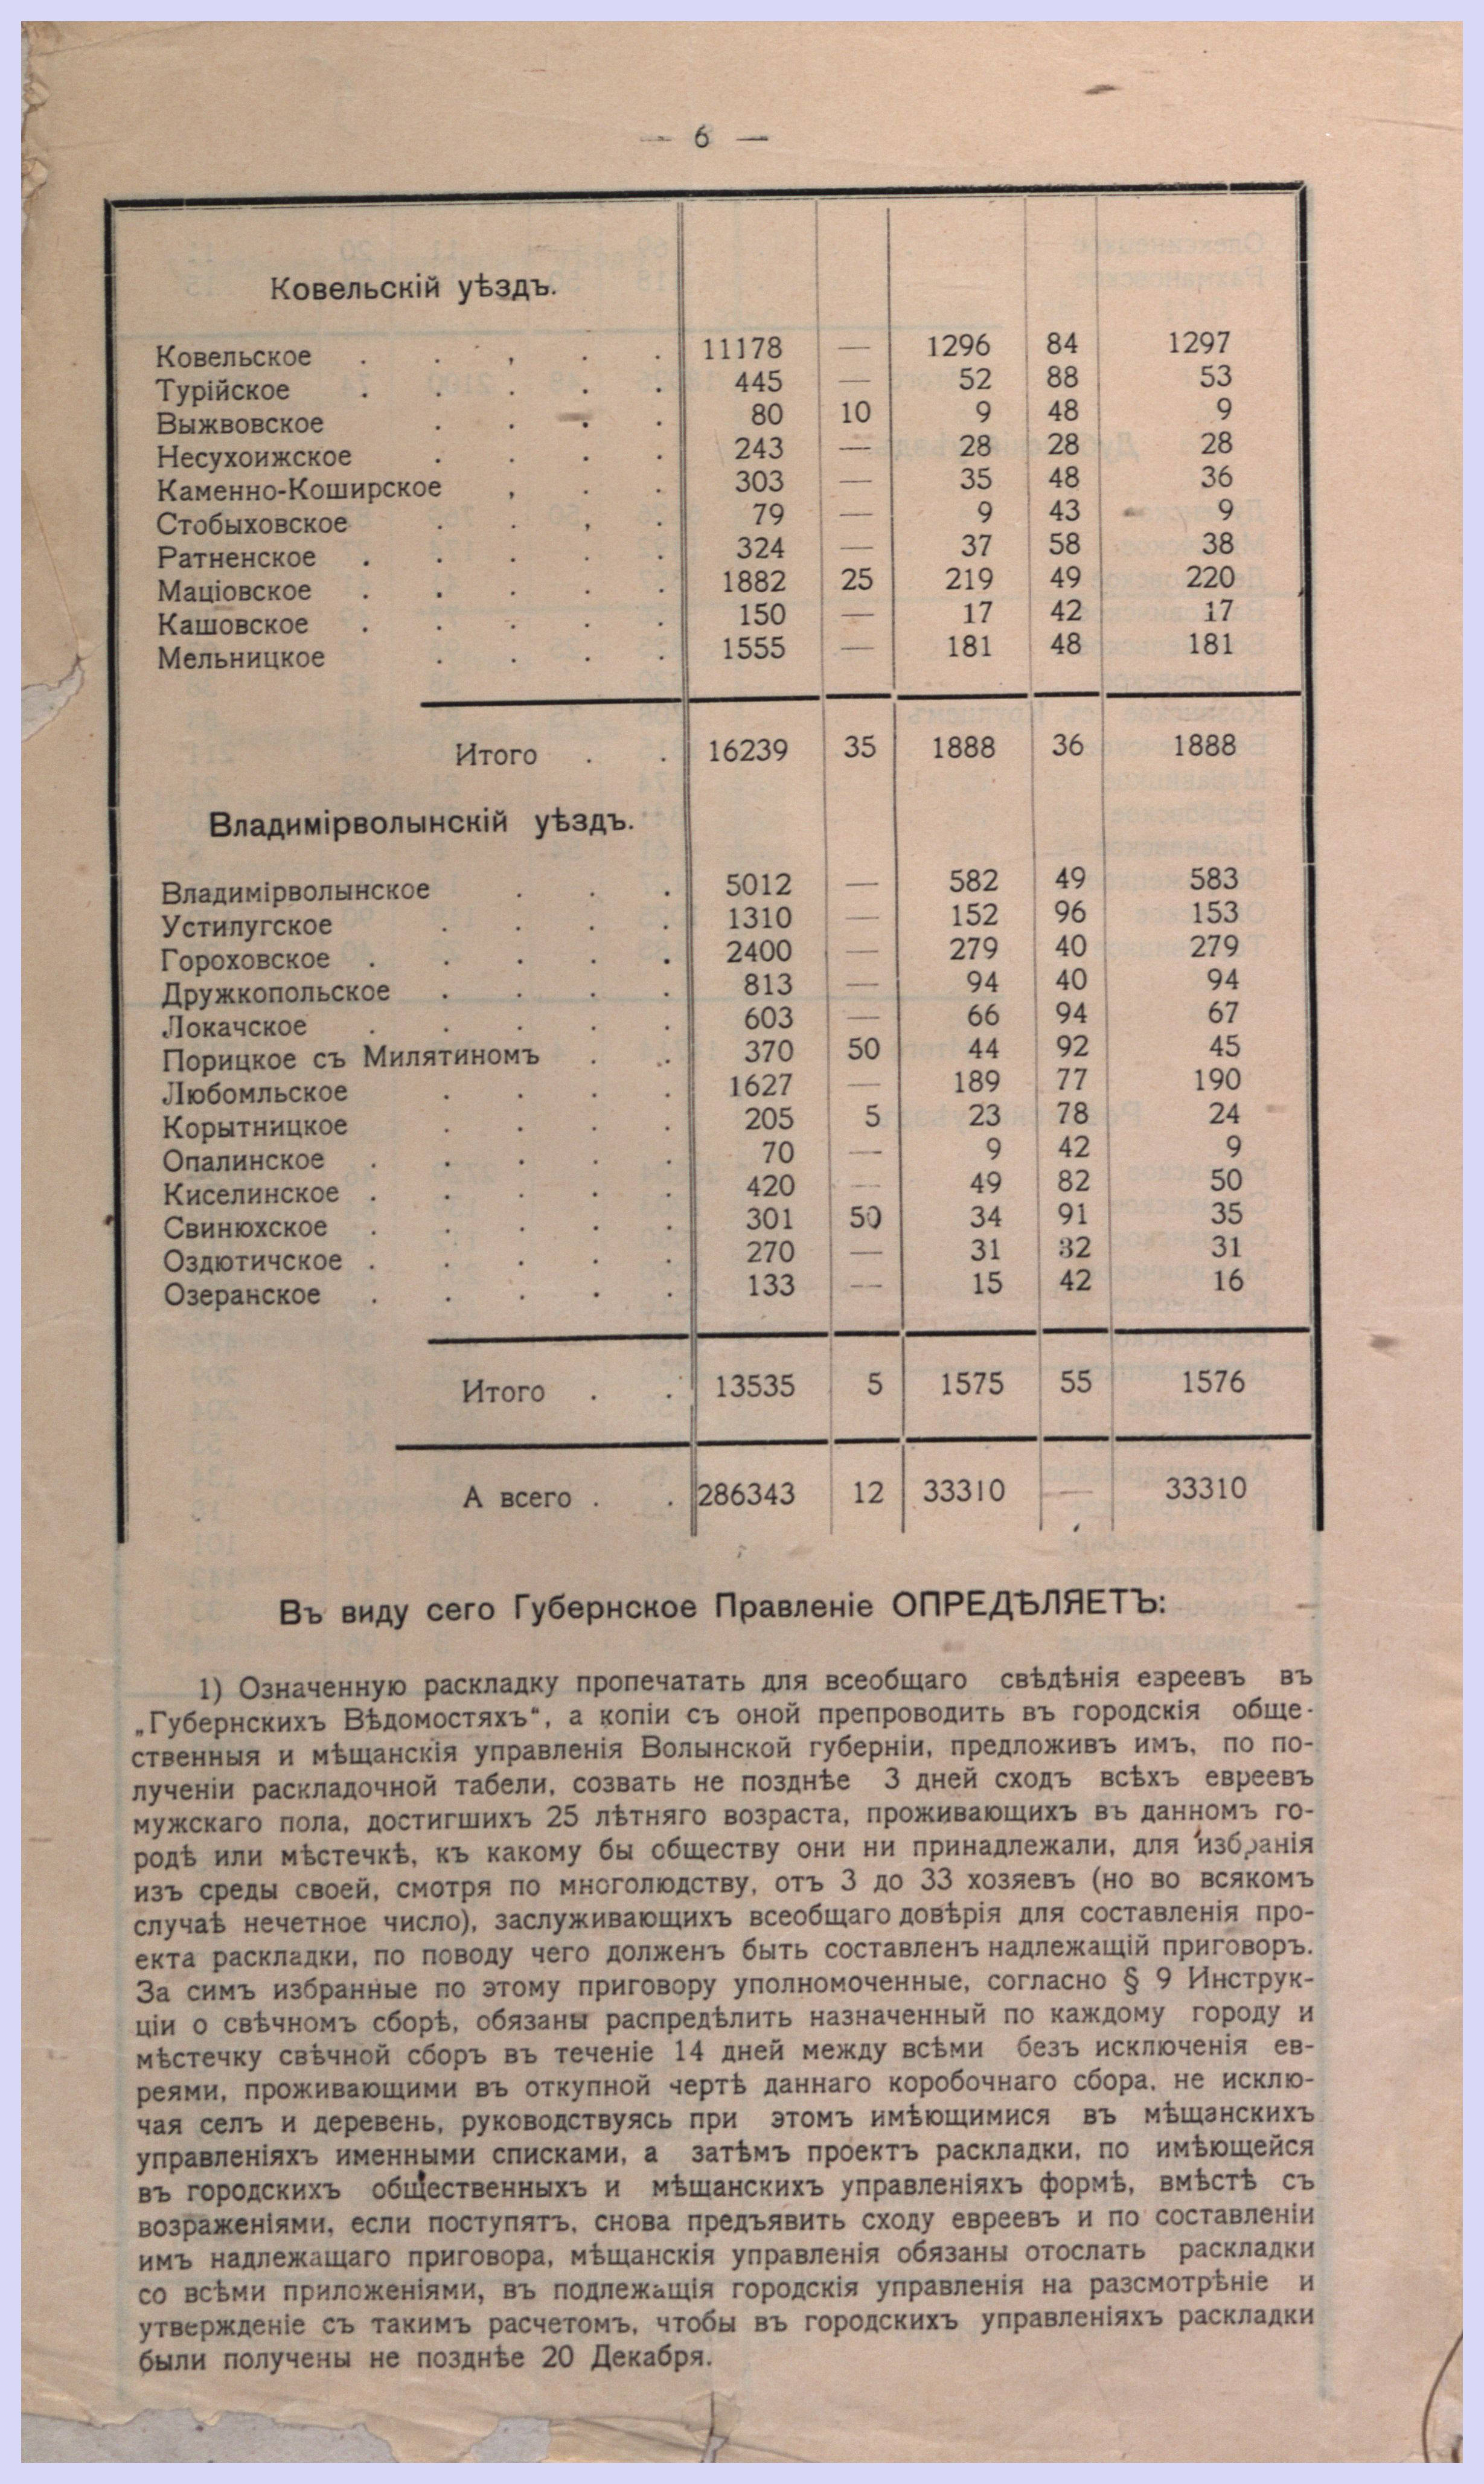 — 6 —
Ковельскій уѣздъ.
Ковельское . . , . . 11178 — 1296 84 1297
Турійское . . . . . 445 — 52 88 53
Выжвовское . . . . 80 10 9 48 9
Несухоижское . . . . 243 — 28 28 28
Каменно-Коширское , . . 303 — 35 48 36
Стобыховское . . , . 79 — 9 43 9
Ратненское . . . . . 324 — 37 58 38
Маціовское . . . . . 1882 25 219 49 220
Кашовское . . . . . 150 — 17 42 17
Мельницкое . . . . 1555 — 181 48 181
Итого . . 16239 35 1888 36 1888
Владимірволынскій уѣздъ.
Владимірволынское . . . 5012 — 582 49 583
Устилугское . . . . 1310 — 152 96 153
Гороховское . . . . . 2400 — 279 40 279
Дружкопольское . . . . 813 — 94 40 94
Локачское . . . . . 603 — 66 94 67
Порицкое съ Милятиномъ . . 370 50 44 92 45
Любомльское . . . . 1627 — 189 77 190
Корытницкое . . . . 205 5 23 78 24
Опалинское . . . . . 70 — 9 42 9
Киселинское . . . . . 420 — 49 82 50
Свинюхское . . . . . 301 50 34 91 35
Оздютичское . . . . . 270 — 31 32 31
Озеранское . . . . . 133 — 15 42 16
Итого . . 13535 5 1575 55 1576
А всего . . 286343 12 33310 — 33310
Въ виду сего Губернское Правленіе ОПРЕДѢЛЯЕТЪ:
1) Означенную раскладку пропечатать для всеобщаго свѣдѣнія езреевъ въ
„Губернскихъ Вѣдомостяхъ“, а копіи съ оной препроводить въ городскія обще-
ственныя и мѣщанскія управленія Волынской губерніи, предложивъ имъ, по по-
лученіи раскладочной табели, созвать не позднѣе 3 дней сходъ всѣхъ евреевъ
мужскаго пола, достигшихъ 25 лѣтняго возраста, проживающихъ въ данномъ го-
родѣ или мѣстечкѣ, къ какому бы обществу они ни принадлежали, для избранія
изъ среды своей, смотря по многолюдству, отъ 3 до 33 хозяевъ (но во всякомъ
случаѣ нечетное число), заслуживающихъ всеобщаго довѣрія для составленія про-
екта раскладки, по поводу чего долженъ быть составленъ надлежащій приговоръ.
За симъ избранные по этому приговору уполномоченные, согласно § 9 Инструк-
ціи о свѣчномъ сборѣ, обязаны распредѣлить назначенный по каждому городу и
мѣстечку свѣчной сборъ въ теченіе 14 дней между всѣми безъ исключенія ев-
реями, проживающими въ откупной чертѣ даннаго коробочнаго сбора, не исклю-
чая селъ и деревень, руководствуясь при этомъ имѣющимися въ мѣщанскихъ
управленіяхъ именными списками, а затѣмъ проектъ раскладки, по имѣющейся
въ городскихъ общественныхъ и мѣщанскихъ управленіяхъ формѣ, вмѣстѣ съ
возраженіями, если поступятъ, снова предъявить сходу евреевъ и по составленіи
имъ надлежащаго приговора, мѣщанскія управленія обязаны отослать раскладки
со всѣми приложеніями, въ подлежащія городскія управленія на разсмотрѣніе и
утвержденіе съ такимъ расчетомъ, чтобы въ городскихъ управленіяхъ раскладки
были получены не позднѣе 20 Декабря.